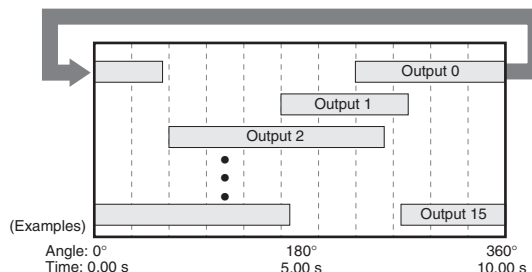 Output 0
Output 1
Output 2
Output 15
(Examples)
Angle: 0° 180° 360°
Time: 0.00 s 5.00 s 10.00 s